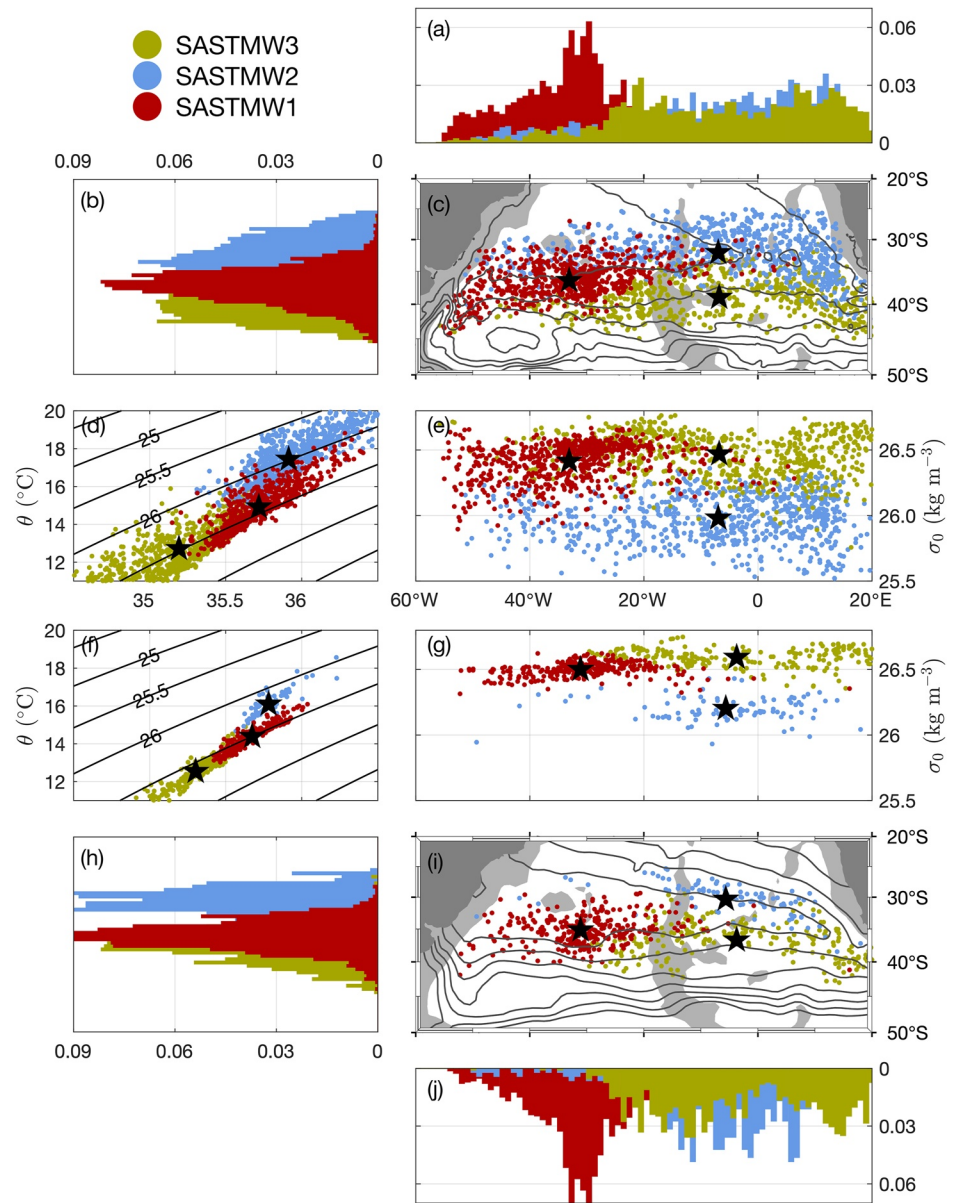 (a)
0.06
0.03
0
SASTMW3
SASTMW2
SASTMW1
0.09 0.06 0.03 0
(b)
(c)
20°S
30°S
40°S
50°S
(d)
20
18
16
14
12
θ (°C)
25
25.5
26
35 35.5 36
(e)
26.5
26.0
25.5
σ₀ (kg m⁻³)
60°W 40°W 20°W 0 20°E
(f)
20
18
16
14
12
θ (°C)
25
25.5
26
(g)
26.5
26
25.5
σ₀ (kg m⁻³)
(h)
0.09 0.06 0.03 0
(i)
20°S
30°S
40°S
50°S
(j)
0
0.03
0.06